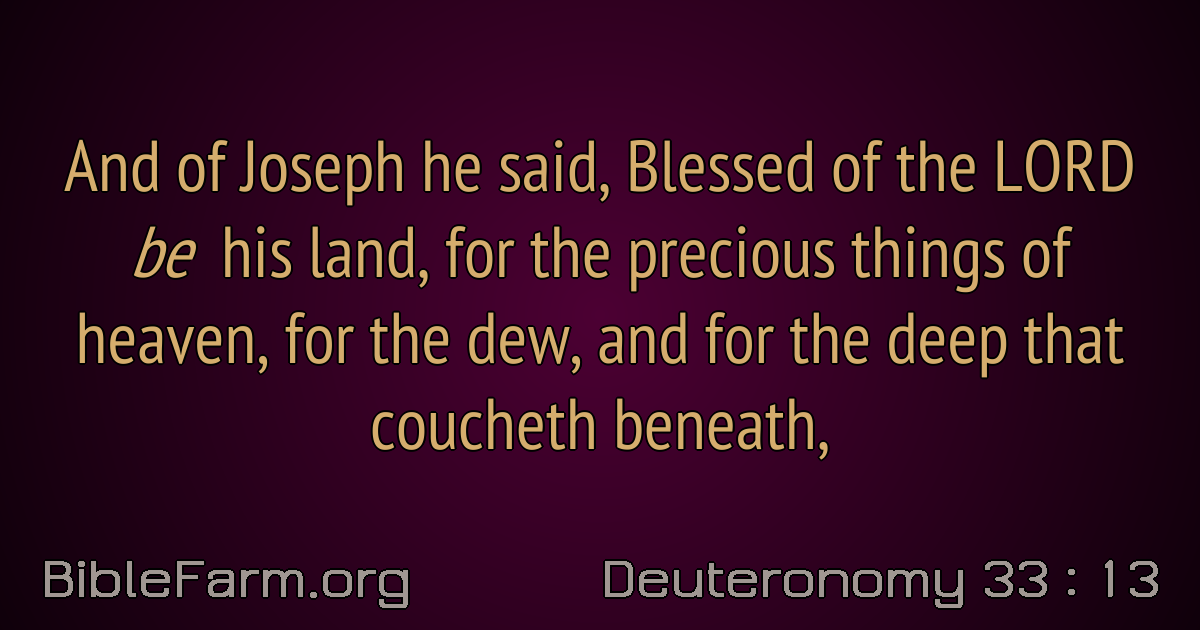 And of Joseph he said, Blessed of the LORD
be his land, for the precious things of
heaven, for the dew, and for the deep that
coucheth beneath,
BibleFarm.org
Deuteronomy 33 : 13